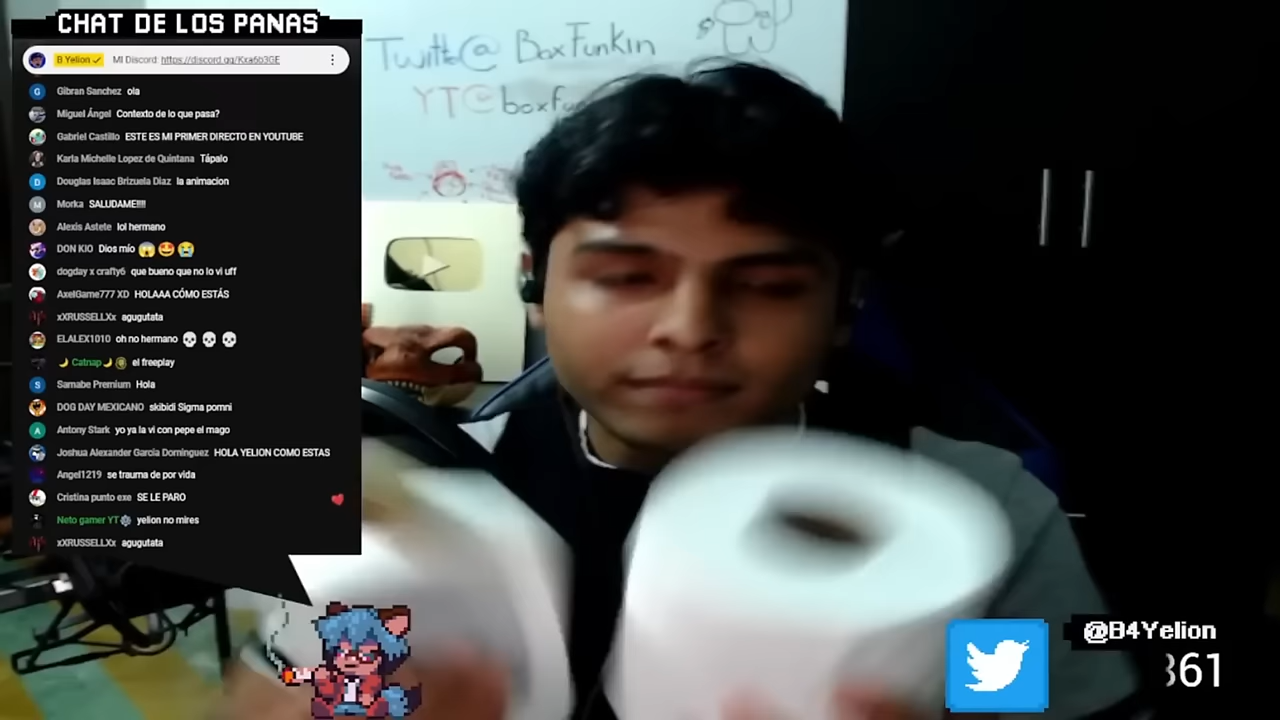 CHAT DE LOS PANAS
B Yelion MI Discord https://discord.gg/Kxa6b3GE
Gibran Sanchez ola
Miguel Ángel Contexto de lo que pasa?
Gabriel Castillo ESTE ES MI PRIMER DIRECTO EN YOUTUBE
Karla Michelle Lopez de Quintana Tápalo
D Douglas Isaac Brizuela Diaz la animacion
M Morka SALUDAME!!!!
Alexis Astete lol hermano
DON KIO Dios mío 😱🤩😭
dogday x crafty6 que bueno que no lo vi uff
AxelGame777 XD HOLAAA CÓMO ESTÁS
xXRUSSELLXx agugutata
ELALEX1010 oh no hermano 💀💀💀
🌙Catnap🌙 el freeplay
S Samabe Premium Hola
DOG DAY MEXICANO skibidi Sigma pomni
A Antony Stark yo ya la vi con pepe el mago
Joshua Alexander Garcia Dominguez HOLA YELION COMO ESTAS
Angel1219 se trauma de por vida
Cristina punto exe SE LE PARO
Neto gamer YT yelion no mires
xXRUSSELLXx agugutata
@BoxFunkin
YT@boxfu
@B4Yelion
361